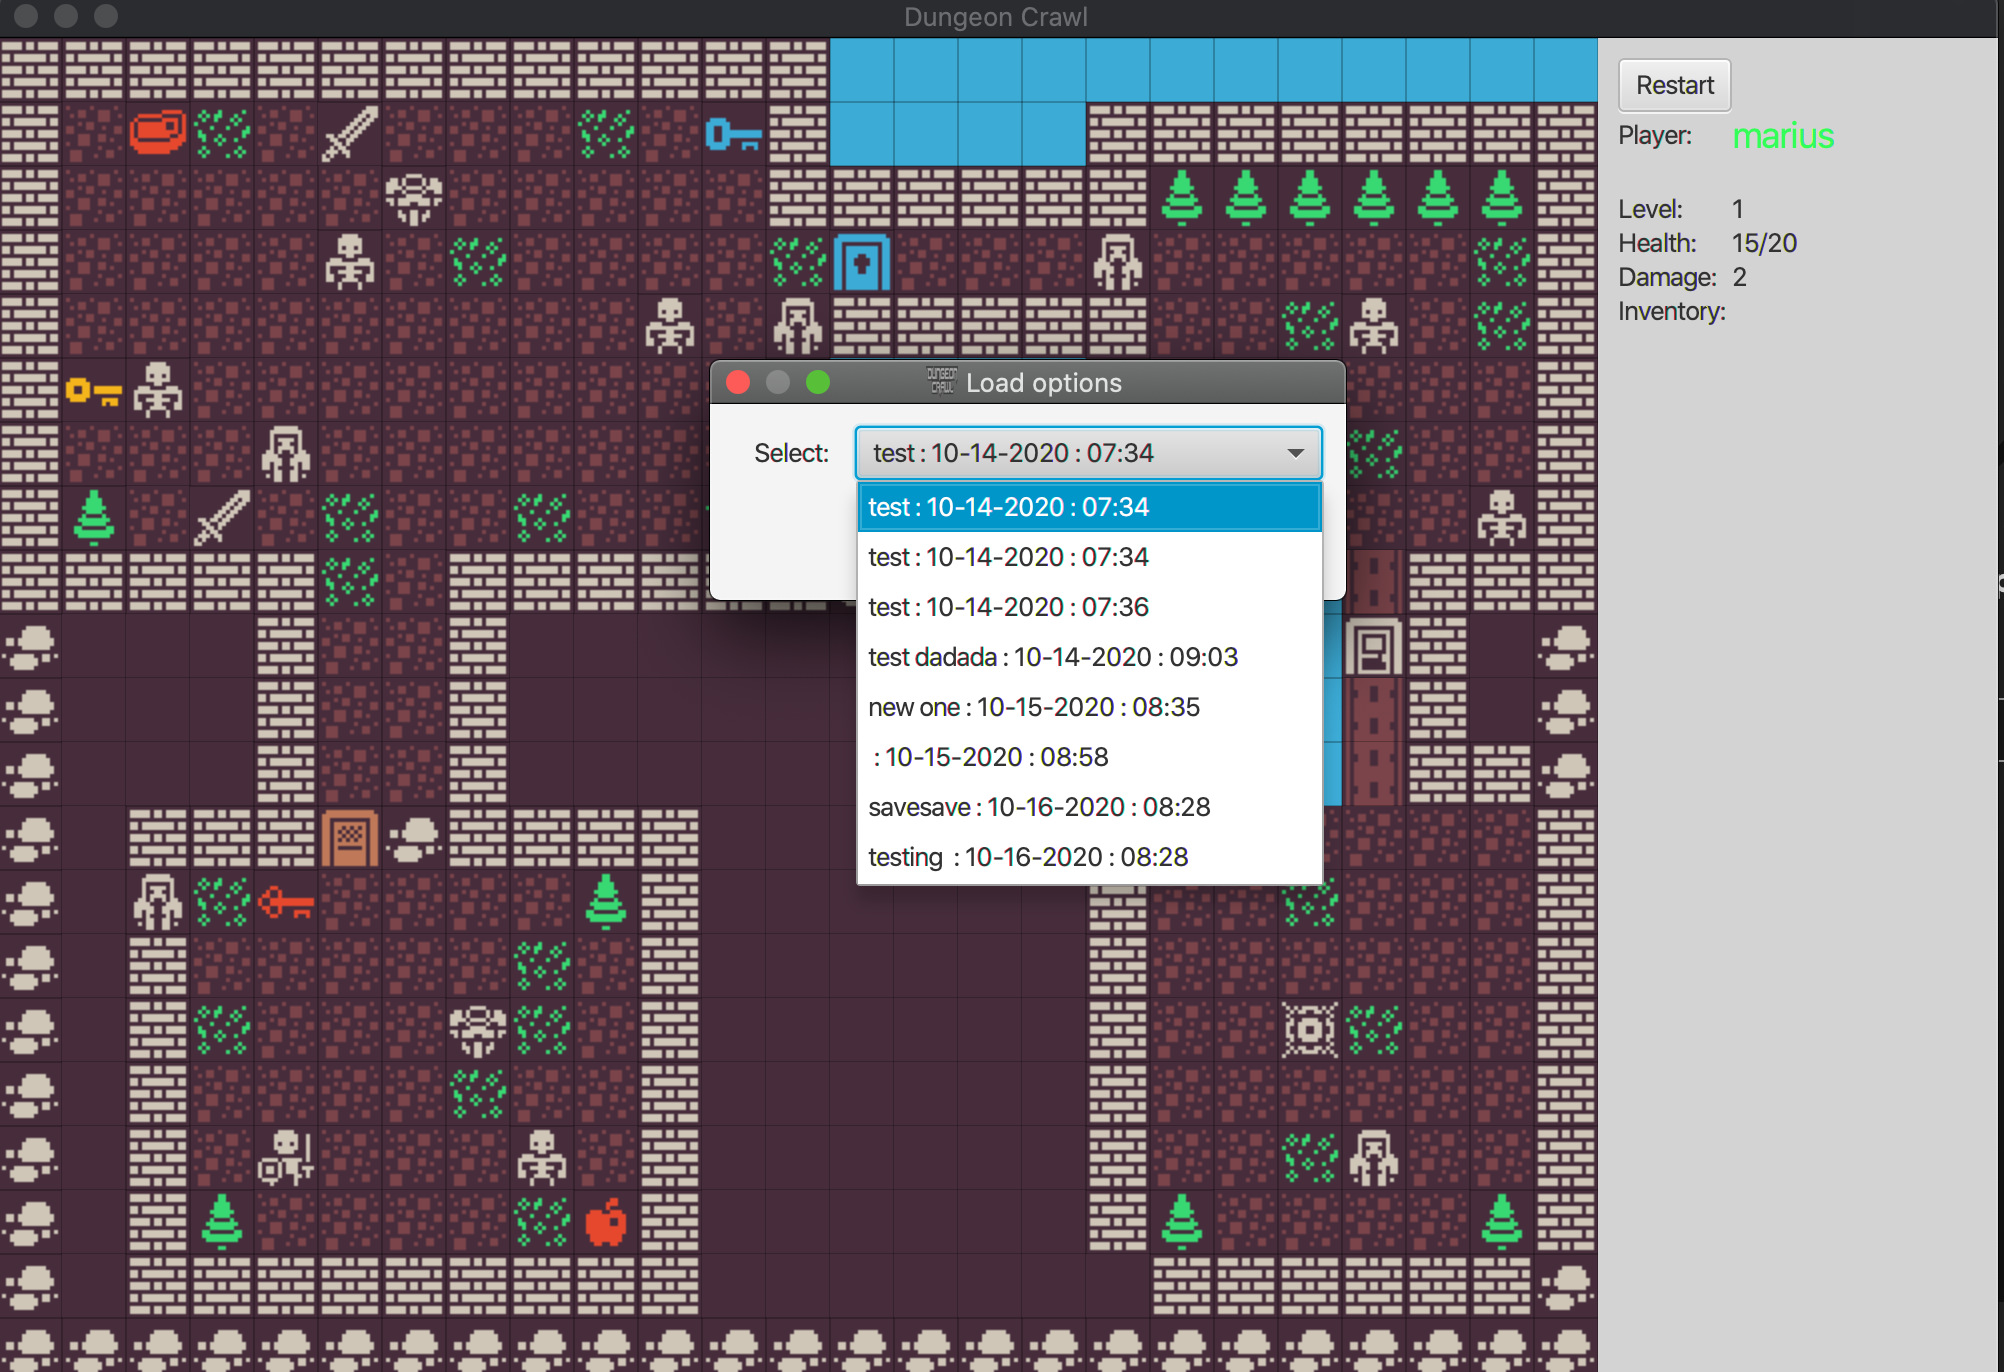 Dungeon Crawl
Restart
Player: marius
Level: 1
Health: 15/20
Damage: 2
Inventory:
DUNGEON
CRAWL
Load options
Select: test : 10-14-2020 : 07:34
test : 10-14-2020 : 07:34
test : 10-14-2020 : 07:34
test : 10-14-2020 : 07:36
test dadada : 10-14-2020 : 09:03
new one : 10-15-2020 : 08:35
: 10-15-2020 : 08:58
savesave : 10-16-2020 : 08:28
testing : 10-16-2020 : 08:28